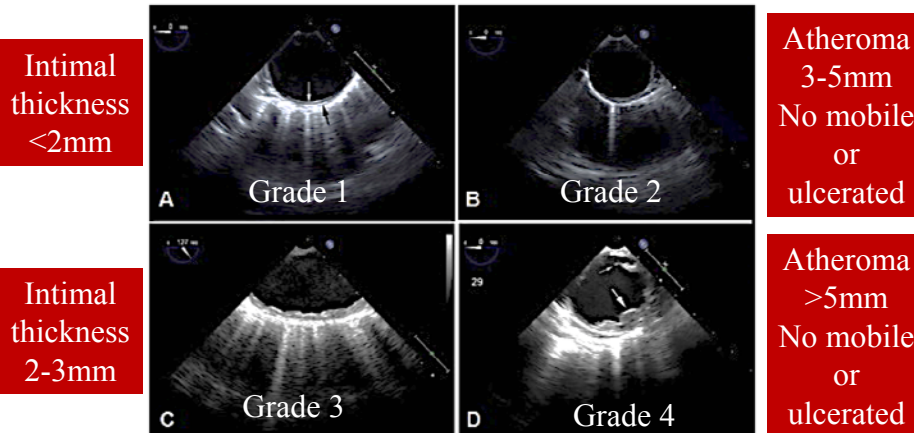 Intimal
thickness
<2mm
A
Grade 1
B
Grade 2
Atheroma
3-5mm
No mobile
or
ulcerated
Intimal
thickness
2-3mm
C
Grade 3
29
D
Grade 4
Atheroma
>5mm
No mobile
or
ulcerated